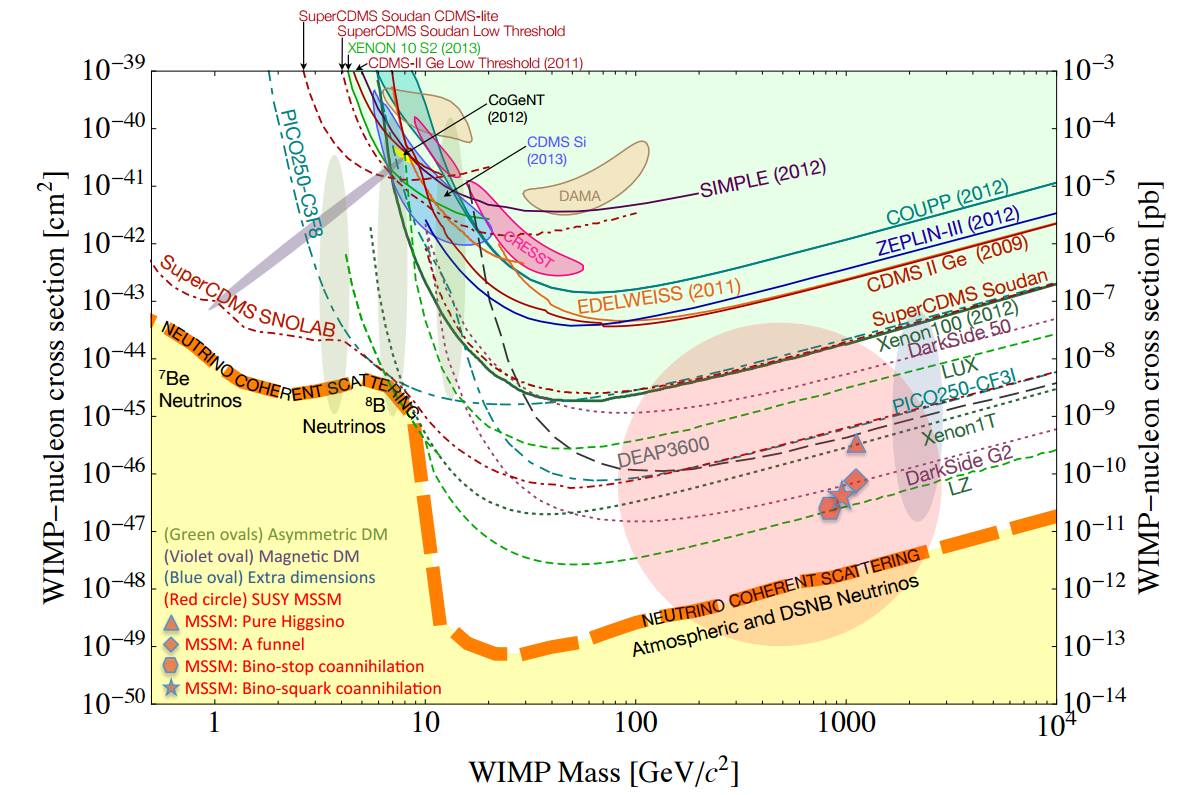 SuperCDMS Soudan CDMS-lite
SuperCDMS Soudan Low Threshold
XENON 10 S2 (2013)
CDMS-II Ge Low Threshold (2011)
10−39
10−40
10−41
10−42
10−43
10−44
10−45
10−46
10−47
10−48
10−49
10−50
WIMP−nucleon cross section [cm2]
10−3
10−4
10−5
10−6
10−7
10−8
10−9
10−10
10−11
10−12
10−13
10−14
WIMP−nucleon cross section [pb]
CoGeNT
(2012)
CDMS Si
(2013)
PICO250-C3F8
DAMA
SIMPLE (2012)
COUPP (2012)
CRESST
ZEPLIN-III (2012)
CDMS II Ge (2009)
EDELWEISS (2011)
SuperCDMS SNOLAB
SuperCDMS Soudan
Xenon100 (2012)
DarkSide 50
LUX
PICO250-CF3I
Xenon1T
DEAP3600
DarkSide G2
LZ
NEUTRINO COHERENT SCATTERING
7Be
Neutrinos
8B
Neutrinos
NEUTRINO COHERENT SCATTERING
Atmospheric and DSNB Neutrinos
(Green ovals) Asymmetric DM
(Violet oval) Magnetic DM
(Blue oval) Extra dimensions
(Red circle) SUSY MSSM
MSSM: Pure Higgsino
MSSM: A funnel
MSSM: Bino-stop coannihilation
MSSM: Bino-squark coannihilation
1
10
100
1000
104
WIMP Mass [GeV/c2]